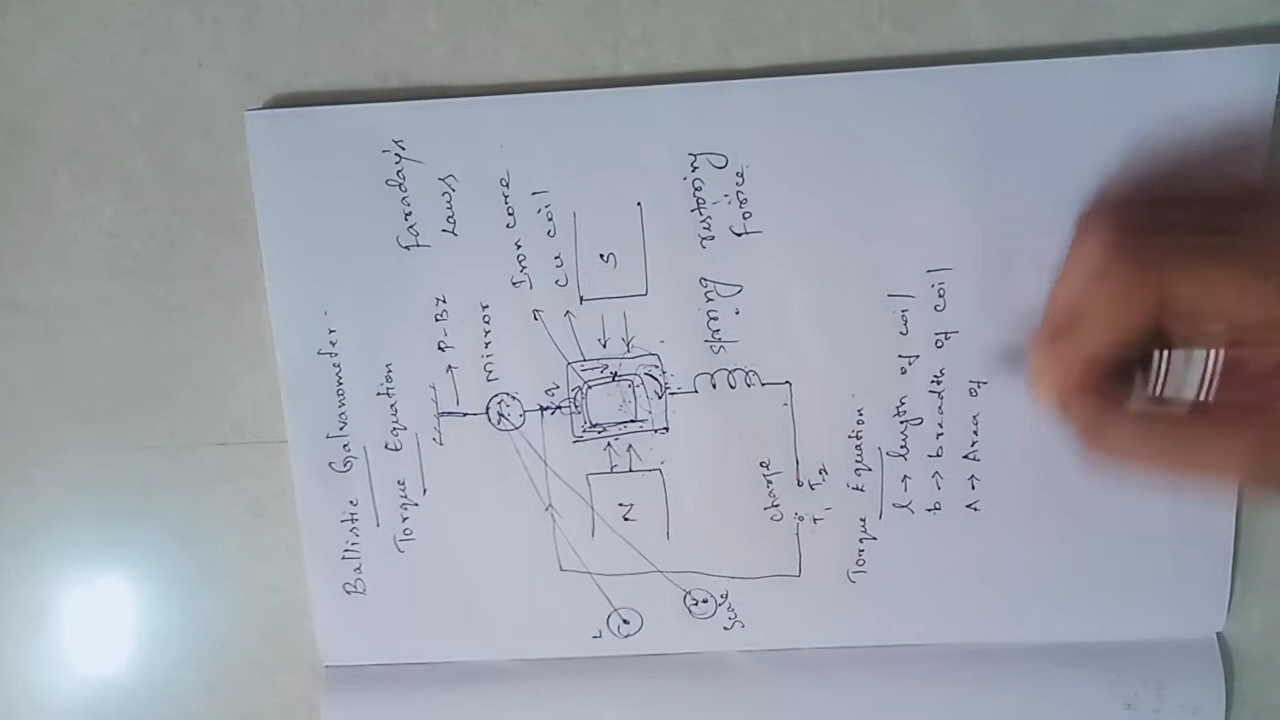 Ballistic Galvanometer.
Torque Equation
Faraday's
Laws
P-Bz
Mirror
Iron core
cu coil
N
S
L
Scale
spring restoring
force
charge
T1 T2
Torque Equation
l → length of coil
b → breadth of coil
A → Area of